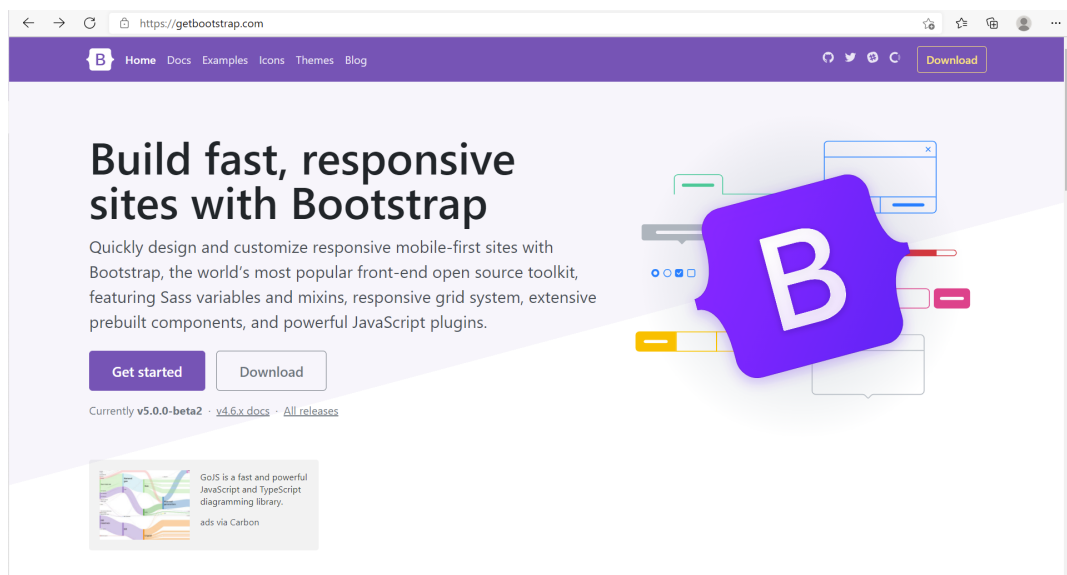 https://getbootstrap.com
B Home Docs Examples Icons Themes Blog Download
Build fast, responsive
sites with Bootstrap
Quickly design and customize responsive mobile-first sites with
Bootstrap, the world’s most popular front-end open source toolkit,
featuring Sass variables and mixins, responsive grid system, extensive
prebuilt components, and powerful JavaScript plugins.
B
Get started Download
Currently v5.0.0-beta2 · v4.6.x docs · All releases
GoJS is a fast and powerful
JavaScript and TypeScript
diagramming library.
ads via Carbon